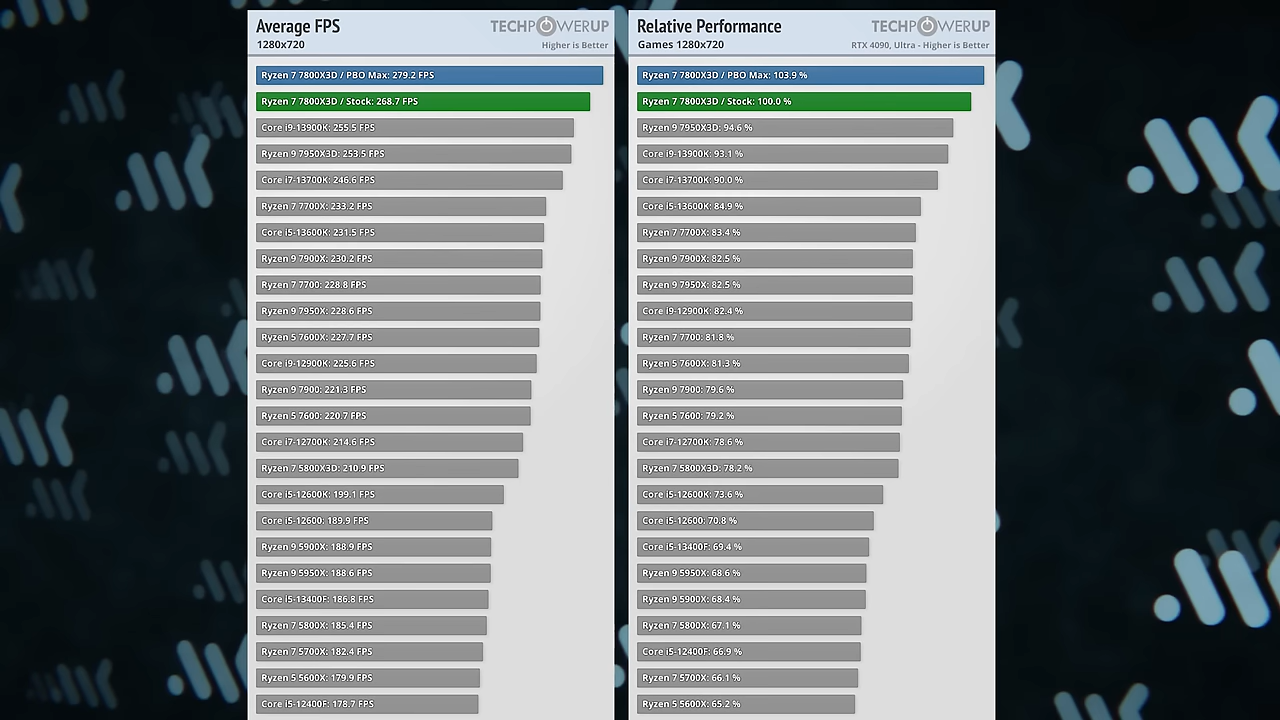 Average FPS
TECHPOWERUP
1280x720
Higher is Better
Ryzen 7 7800X3D / PBO Max: 279.2 FPS
Ryzen 7 7800X3D / Stock: 268.7 FPS
Core i9-13900K: 255.5 FPS
Ryzen 9 7950X3D: 253.5 FPS
Core i7-13700K: 246.6 FPS
Ryzen 7 7700X: 233.2 FPS
Core i5-13600K: 231.5 FPS
Ryzen 9 7900X: 230.2 FPS
Ryzen 7 7700: 228.8 FPS
Ryzen 9 7950X: 228.6 FPS
Ryzen 5 7600X: 227.7 FPS
Core i9-12900K: 225.6 FPS
Ryzen 9 7900: 221.3 FPS
Ryzen 5 7600: 220.7 FPS
Core i7-12700K: 214.6 FPS
Ryzen 7 5800X3D: 210.9 FPS
Core i5-12600K: 199.1 FPS
Core i5-12600: 189.9 FPS
Ryzen 9 5900X: 188.9 FPS
Ryzen 9 5950X: 188.6 FPS
Core i5-13400F: 186.8 FPS
Ryzen 7 5800X: 185.4 FPS
Ryzen 7 5700X: 182.4 FPS
Ryzen 5 5600X: 179.9 FPS
Core i5-12400F: 178.7 FPS
Relative Performance
TECHPOWERUP
Games 1280x720
RTX 4090, Ultra - Higher is Better
Ryzen 7 7800X3D / PBO Max: 103.9 %
Ryzen 7 7800X3D / Stock: 100.0 %
Ryzen 9 7950X3D: 94.6 %
Core i9-13900K: 93.1 %
Core i7-13700K: 90.0 %
Core i5-13600K: 84.9 %
Ryzen 7 7700X: 83.4 %
Ryzen 9 7900X: 82.5 %
Ryzen 9 7950X: 82.5 %
Core i9-12900K: 82.4 %
Ryzen 7 7700: 81.8 %
Ryzen 5 7600X: 81.3 %
Ryzen 9 7900: 79.6 %
Ryzen 5 7600: 79.2 %
Core i7-12700K: 78.6 %
Ryzen 7 5800X3D: 78.2 %
Core i5-12600K: 73.6 %
Core i5-12600: 70.8 %
Core i5-13400F: 69.4 %
Ryzen 9 5950X: 68.6 %
Ryzen 9 5900X: 68.4 %
Ryzen 7 5800X: 67.1 %
Core i5-12400F: 66.9 %
Ryzen 7 5700X: 66.1 %
Ryzen 5 5600X: 65.2 %